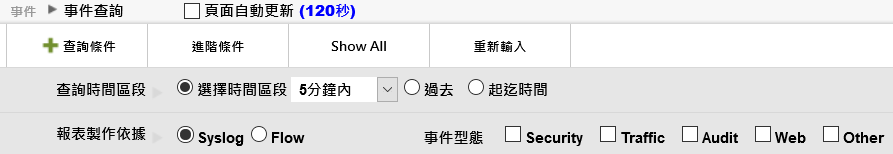 事件 事件查詢 頁面自動更新 (120秒)
查詢條件 進階條件 Show All 重新輸入
查詢時間區段 選擇時間區段 5分鐘內 過去 起迄時間
報表製作依據 Syslog Flow 事件型態 Security Traffic Audit Web Other